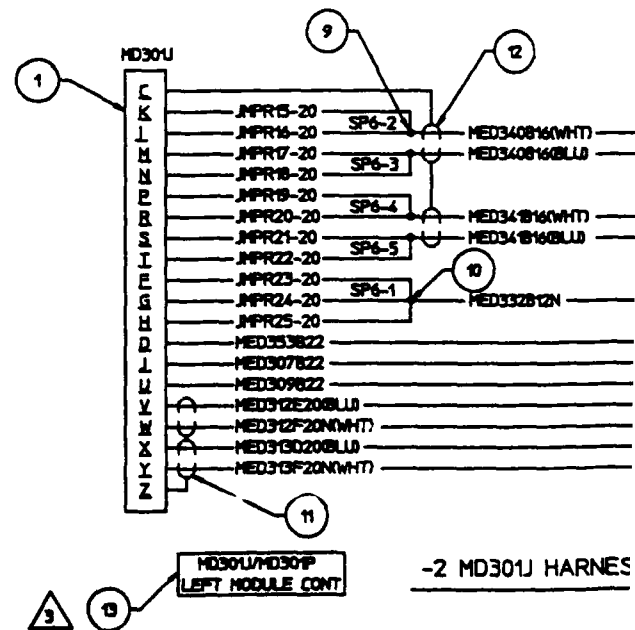 9
12
MD301J
1
C
K JMPR15-20
L JMPR16-20 SP6-2 MED340B16(WHT)
M JMPR17-20 MED340B16(BLU)
N JMPR18-20 SP6-3
P JMPR19-20
R JMPR20-20 SP6-4 MED341B16(WHT)
S JMPR21-20 MED341B16(BLU)
T JMPR22-20 SP6-5
10
F JMPR23-20
G JMPR24-20 SP6-1 MED332B12N
H JMPR25-20
D MED353B22
J MED307B22
U MED309B22
V MED312E20(BLU)
W MED312F20N(WHT)
X MED313D20(BLU)
Y MED313F20N(WHT)
Z
11
MD301J/MD301P
LEFT MODULE CONT
-2 MD301J HARNES
3
13